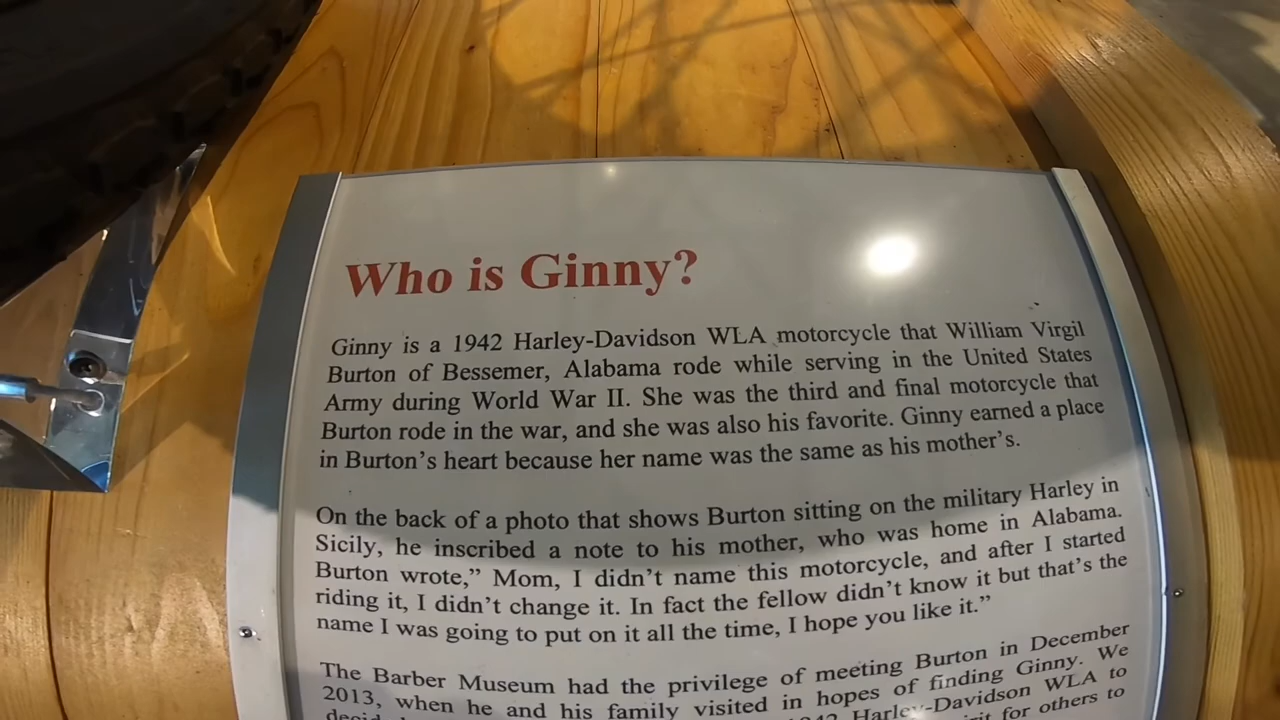 Who is Ginny?
Ginny is a 1942 Harley-Davidson WLA motorcycle that William Virgil
Burton of Bessemer, Alabama rode while serving in the United States
Army during World War II. She was the third and final motorcycle that
Burton rode in the war, and she was also his favorite. Ginny earned a place
in Burton's heart because her name was the same as his mother's.
On the back of a photo that shows Burton sitting on the military Harley in
Sicily, he inscribed a note to his mother, who was home in Alabama.
Burton wrote,” Mom, I didn't name this motorcycle, and after I started
riding it, I didn't change it. In fact the fellow didn't know it but that's the
name I was going to put on it all the time, I hope you like it.”
The Barber Museum had the privilege of meeting Burton in December
2013, when he and his family visited in hopes of finding Ginny. We
Harley-Davidson WLA to
for others to